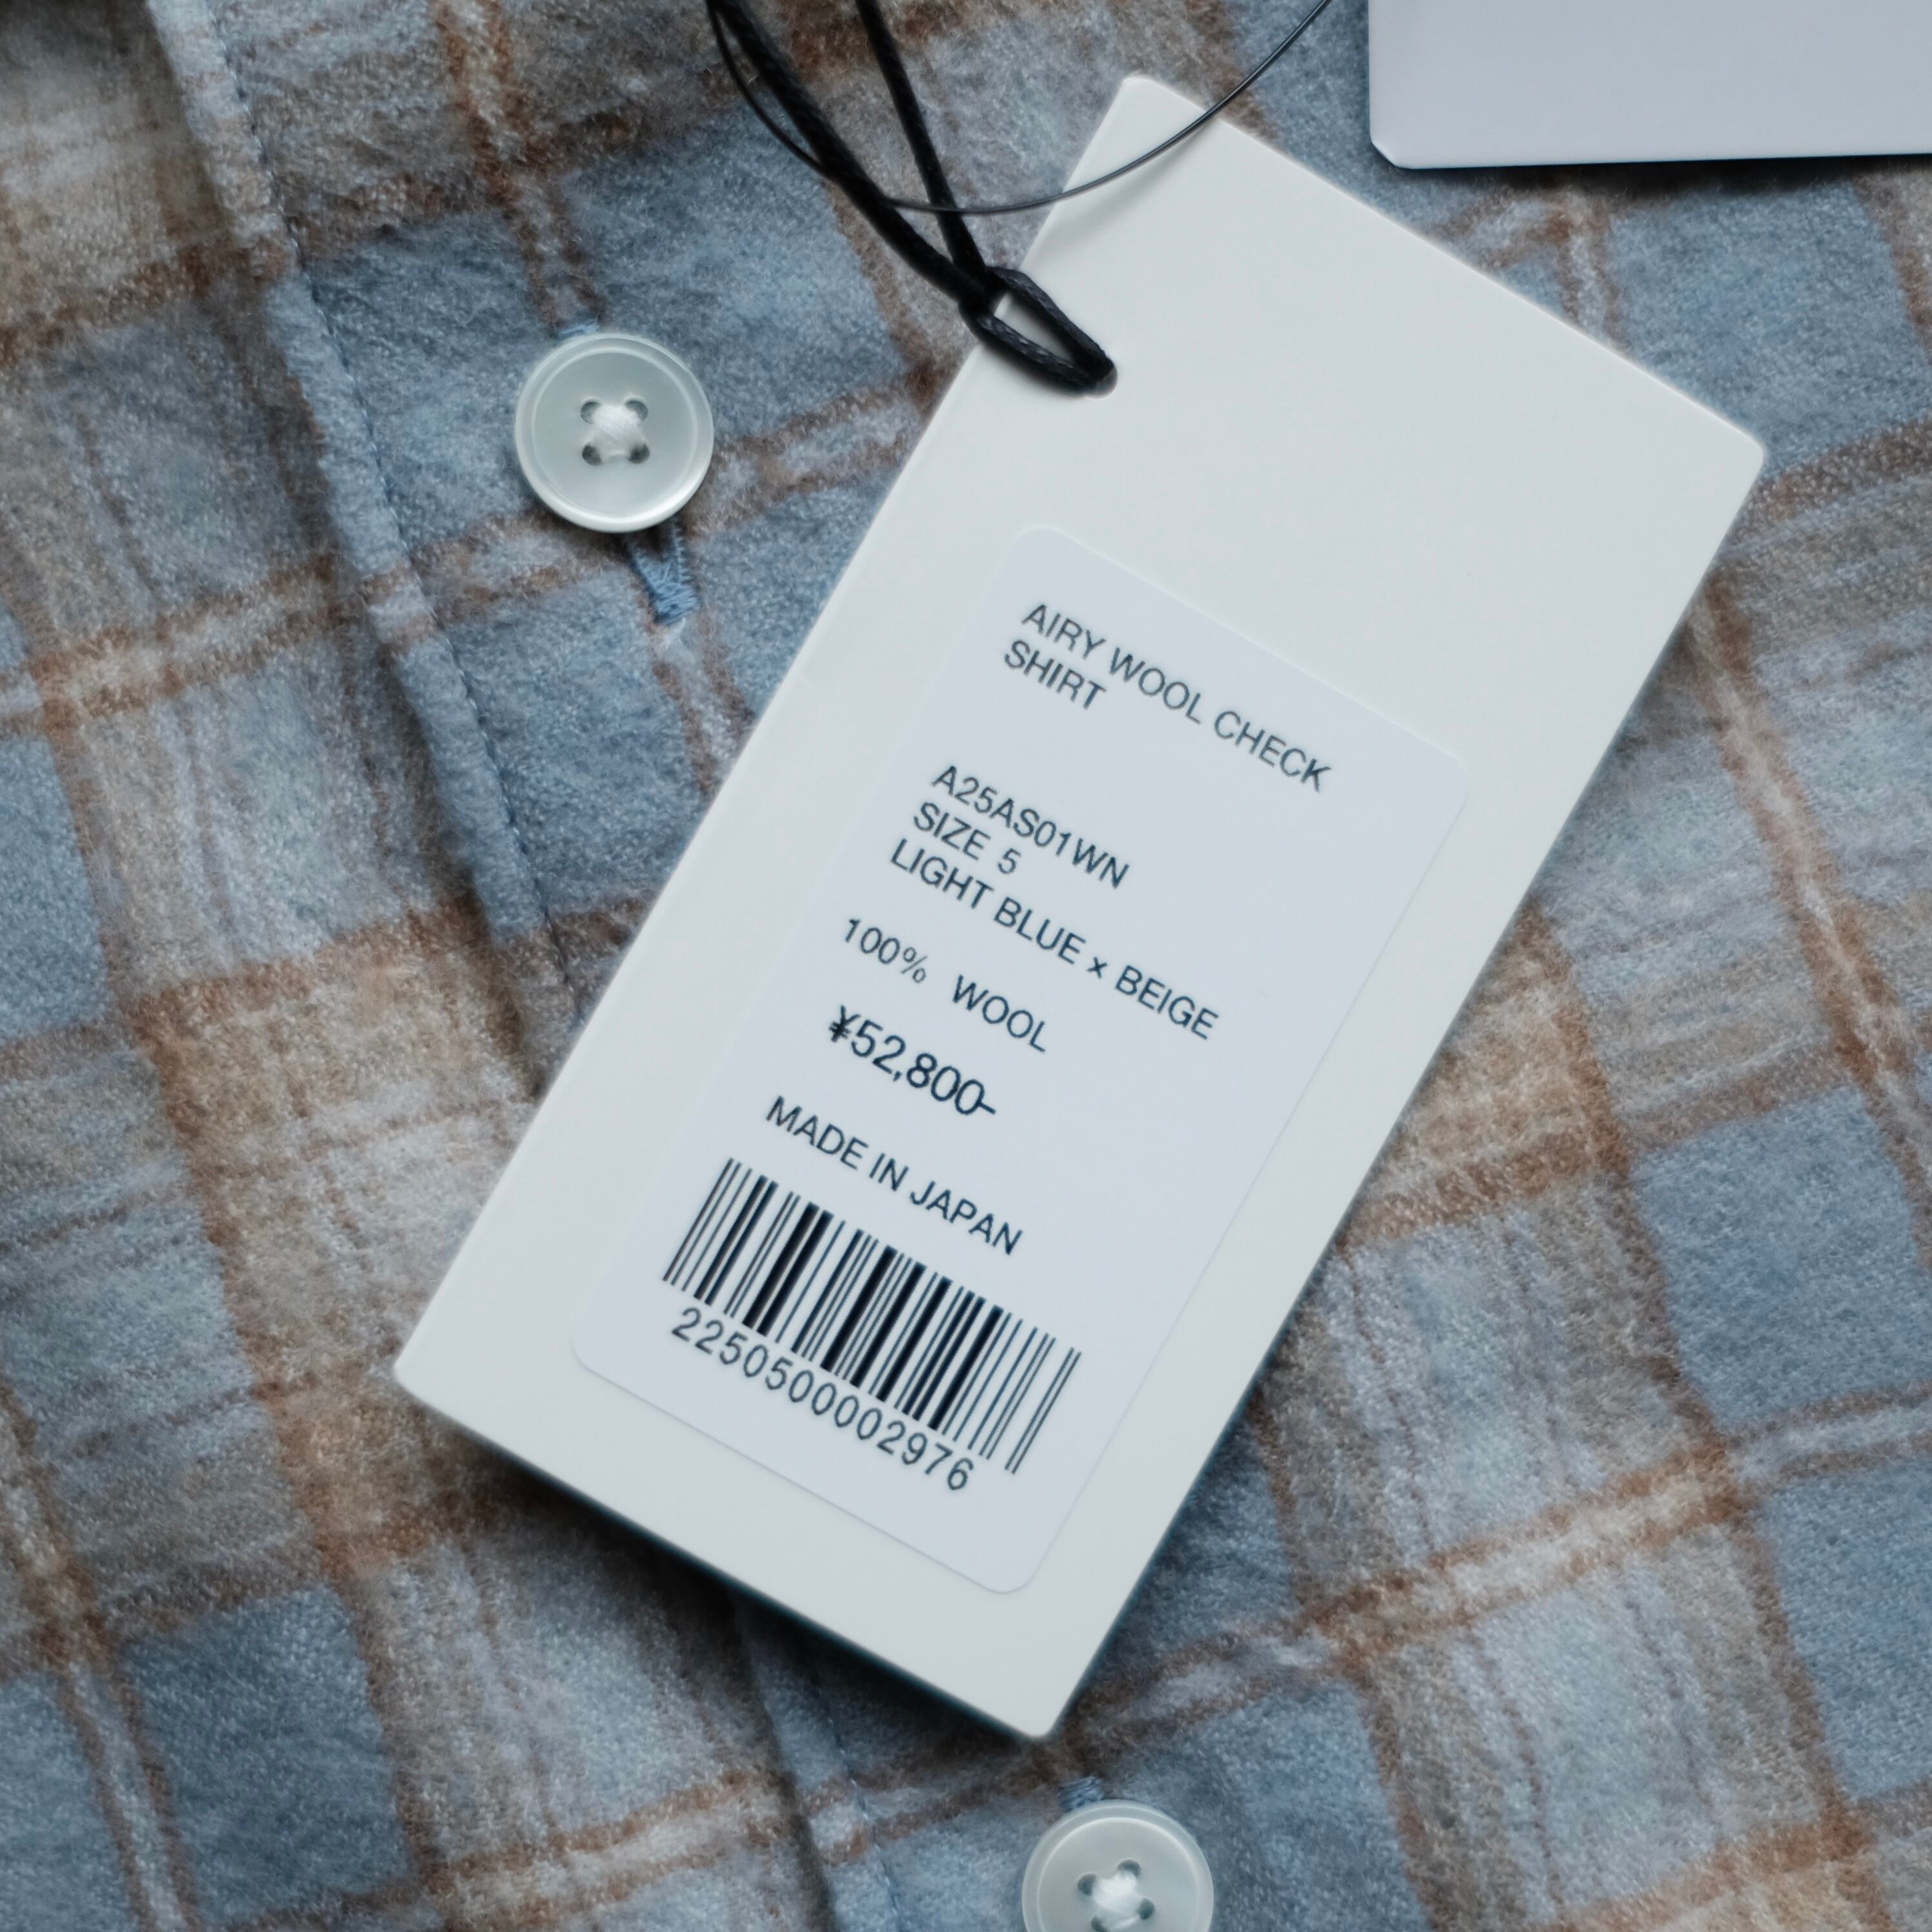 AIRY WOOL CHECK
SHIRT
A25AS01WN
SIZE 5
LIGHT BLUE × BEIGE
100% WOOL
¥52,800-
MADE IN JAPAN
2250500002976